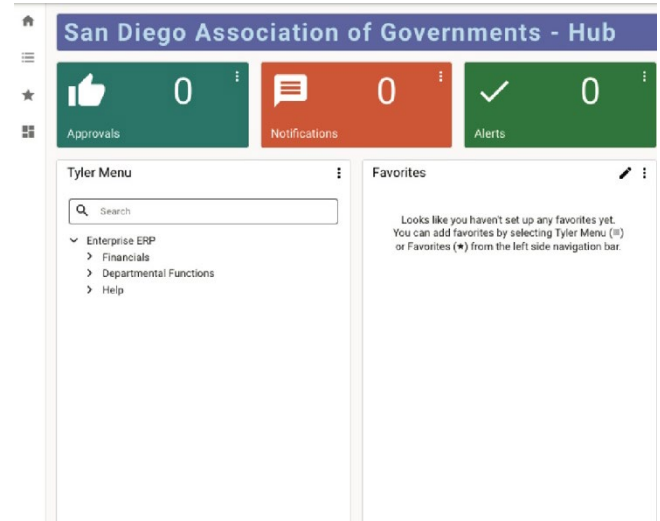 San Diego Association of Governments - Hub
0
Approvals
0
Notifications
0
Alerts
Tyler Menu
Search
Enterprise ERP
Financials
Departmental Functions
Help
Favorites
Looks like you haven't set up any favorites yet.
You can add favorites by selecting Tyler Menu (≡)
or Favorites (★) from the left side navigation bar.